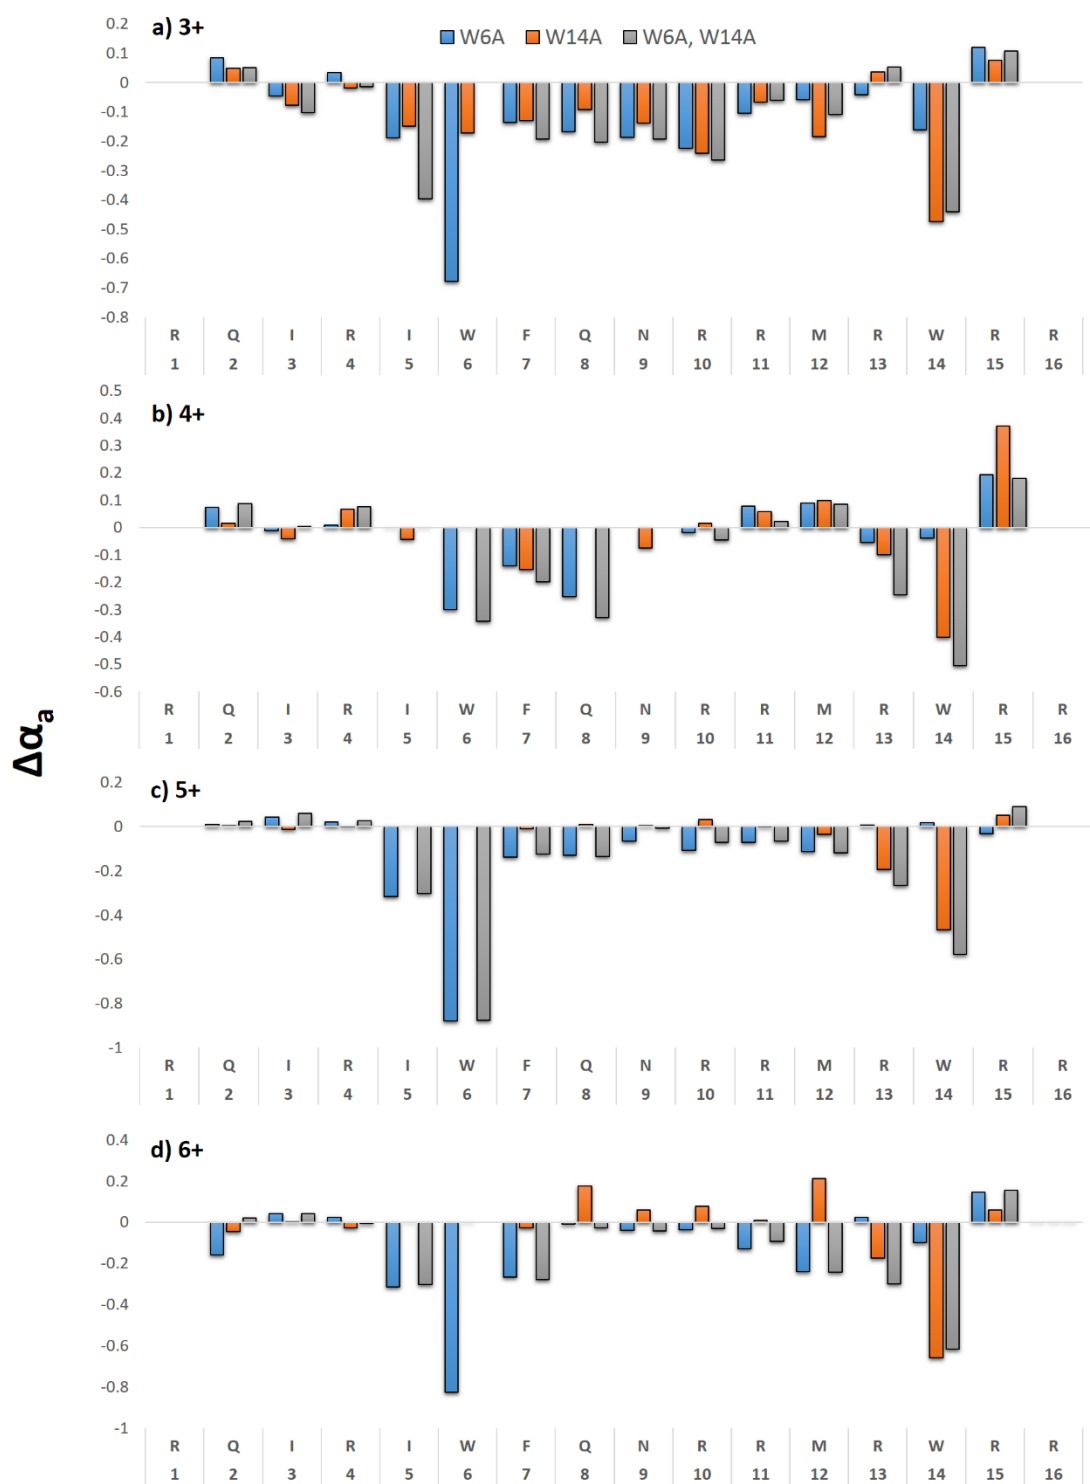 a) 3+
W6A W14A W6A, W14A
0.2
0.1
0
-0.1
-0.2
-0.3
-0.4
-0.5
-0.6
-0.7
-0.8
R Q I R I W F Q N R R M R W R R
1 2 3 4 5 6 7 8 9 10 11 12 13 14 15 16
b) 4+
0.5
0.4
0.3
0.2
0.1
0
-0.1
-0.2
-0.3
-0.4
-0.5
-0.6
R Q I R I W F Q N R R M R W R R
1 2 3 4 5 6 7 8 9 10 11 12 13 14 15 16
Δαa
c) 5+
0.2
0
-0.2
-0.4
-0.6
-0.8
-1
R Q I R I W F Q N R R M R W R R
1 2 3 4 5 6 7 8 9 10 11 12 13 14 15 16
d) 6+
0.4
0.2
0
-0.2
-0.4
-0.6
-0.8
-1
R Q I R I W F Q N R R M R W R R
1 2 3 4 5 6 7 8 9 10 11 12 13 14 15 16